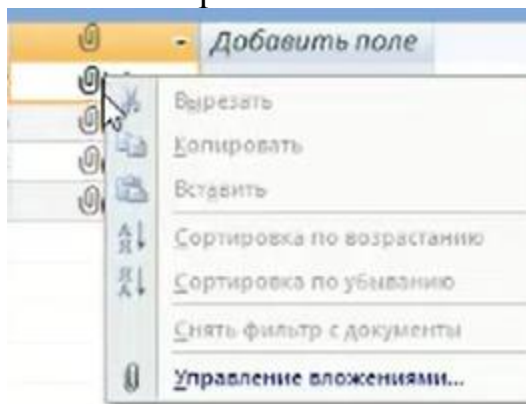 Добавить поле
Вырезать
Копировать
Вставить
Сортировка по возрастанию
Сортировка по убыванию
Снять фильтр с документы
Управление вложениями...